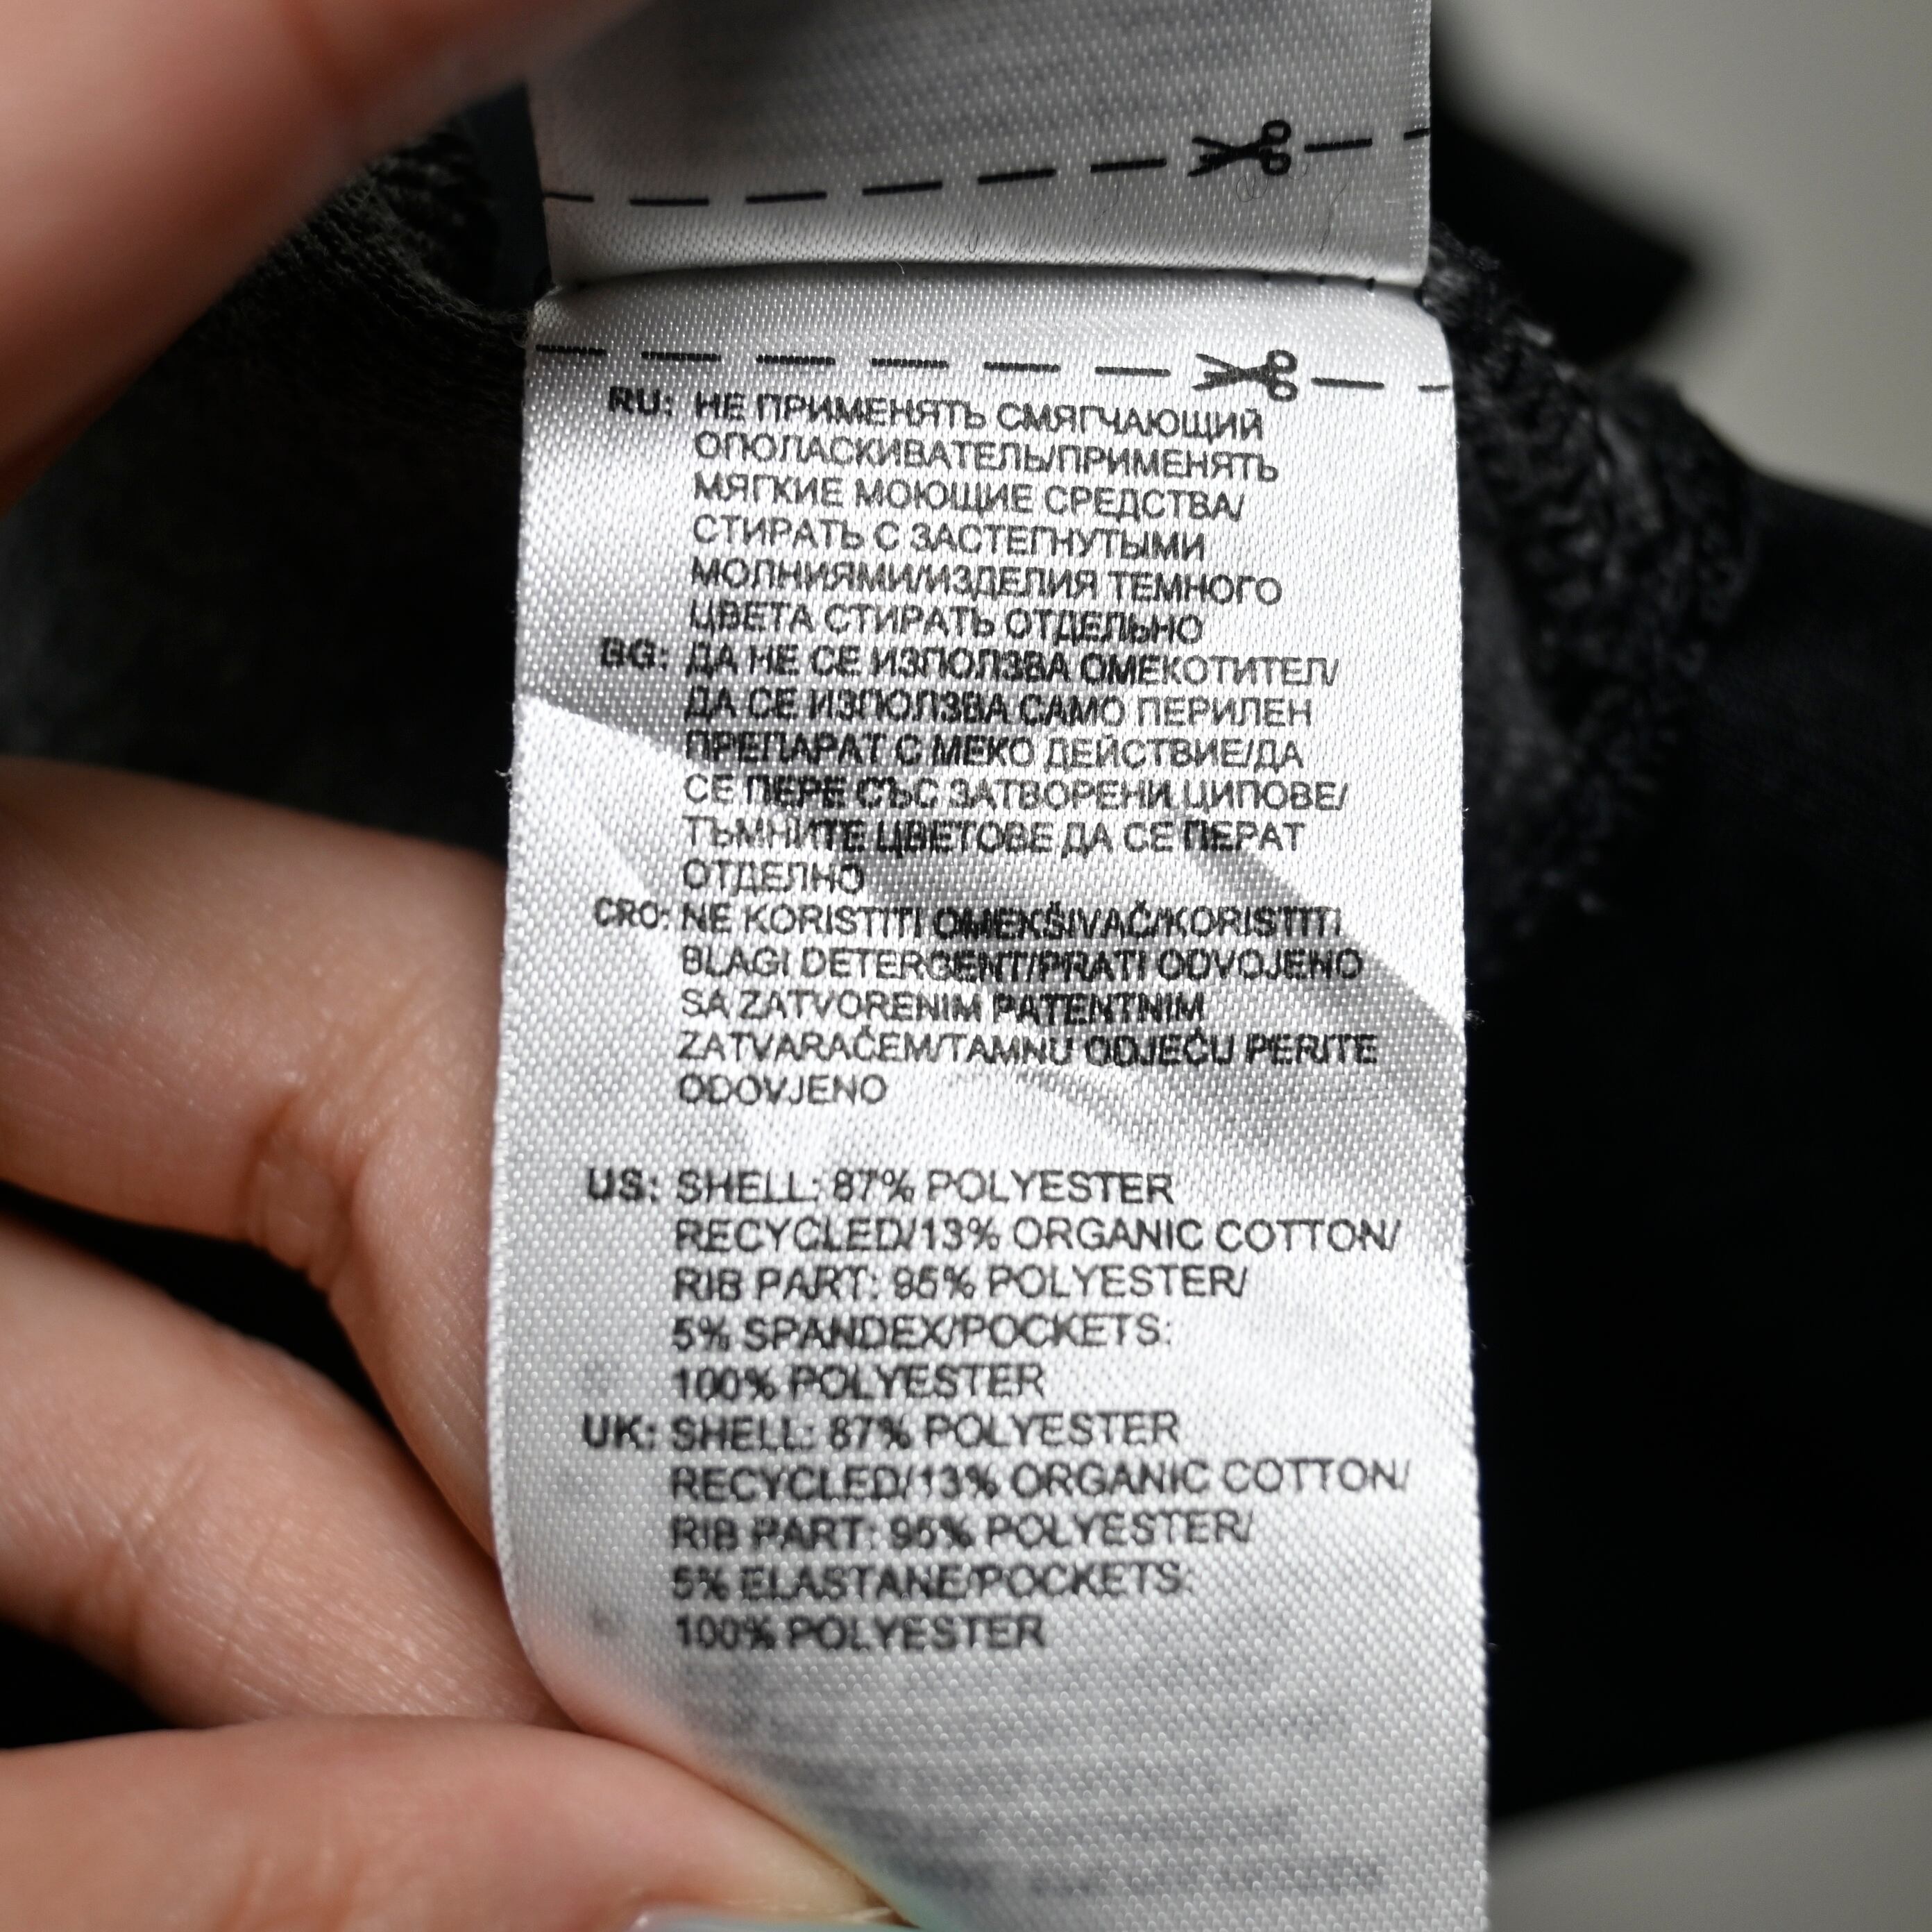 RU: НЕ ПРИМЕНЯТЬ СМЯГЧАЮЩИЙ
ОПОЛАСКИВАТЕЛЬ/ПРИМЕНЯТЬ
МЯГКИЕ МОЮЩИЕ СРЕДСТВА/
СТИРАТЬ С ЗАСТЕГНУТЫМИ
МОЛНИЯМИ/ИЗДЕЛИЯ ТЕМНОГО
ЦВЕТА СТИРАТЬ ОТДЕЛЬНО
BG: ДА НЕ СЕ ИЗПОЛЗВА ОМЕКОТИТЕЛ/
ДА СЕ ИЗПОЛЗВА САМО ПЕРИЛЕН
ПРЕПАРАТ С МЕКО ДЕЙСТВИЕ/ДА
СЕ ПЕРЕ СЪС ЗАТВОРЕНИ ЦИПОВЕ/
ТЪМНИТЕ ЦВЕТОВЕ ДА СЕ ПЕРАТ
ОТДЕЛНО
CRO: NE KORISTITI OMEKŠIVAČ/KORISTITI
BLAGI DETERGENT/PRATI ODVOJENO
SA ZATVORENIM PATENTNIM
ZATVARAČEM/TAMNU ODJEĆU PERITE
ODOVJENO
US: SHELL: 87% POLYESTER
RECYCLED/13% ORGANIC COTTON/
RIB PART: 95% POLYESTER/
5% SPANDEX/POCKETS:
100% POLYESTER
UK: SHELL: 87% POLYESTER
RECYCLED/13% ORGANIC COTTON/
RIB PART: 95% POLYESTER/
5% ELASTANE/POCKETS:
100% POLYESTER